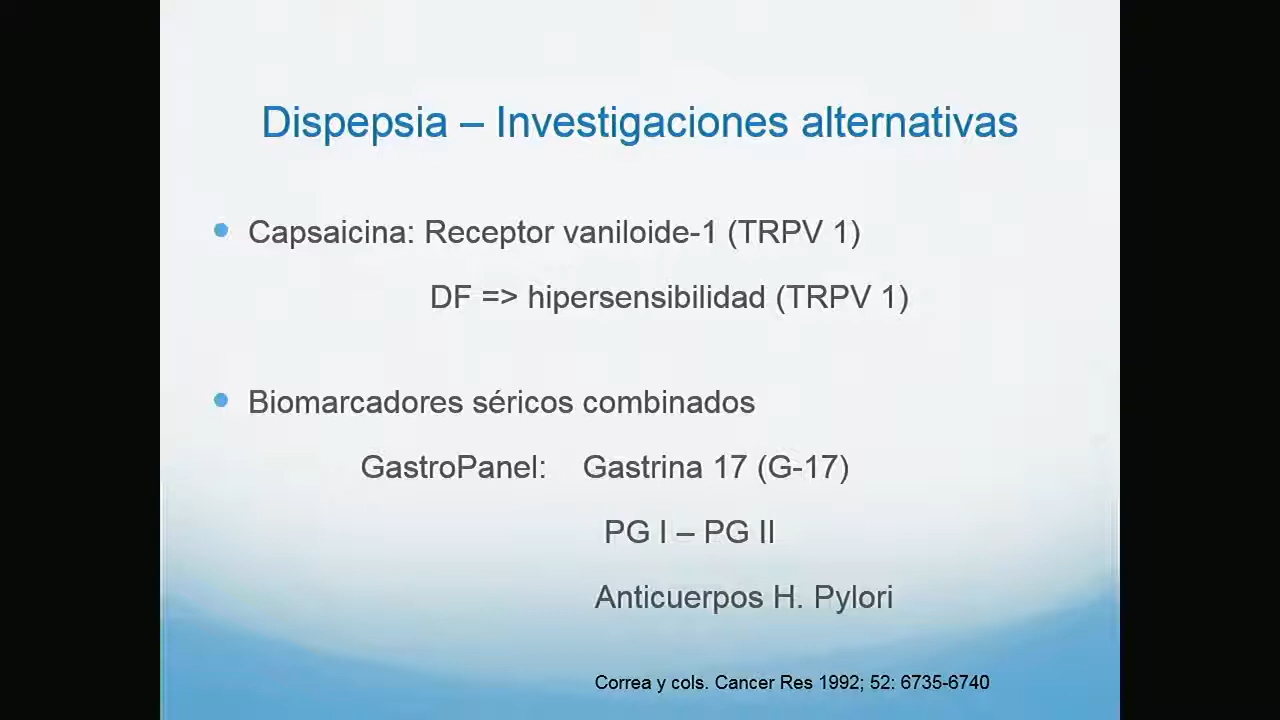 Dispepsia – Investigaciones alternativas
Capsaicina: Receptor vaniloide-1 (TRPV 1)
DF => hipersensibilidad (TRPV 1)
Biomarcadores séricos combinados
GastroPanel: Gastrina 17 (G-17)
PG I – PG II
Anticuerpos H. Pylori
Correa y cols. Cancer Res 1992; 52: 6735-6740